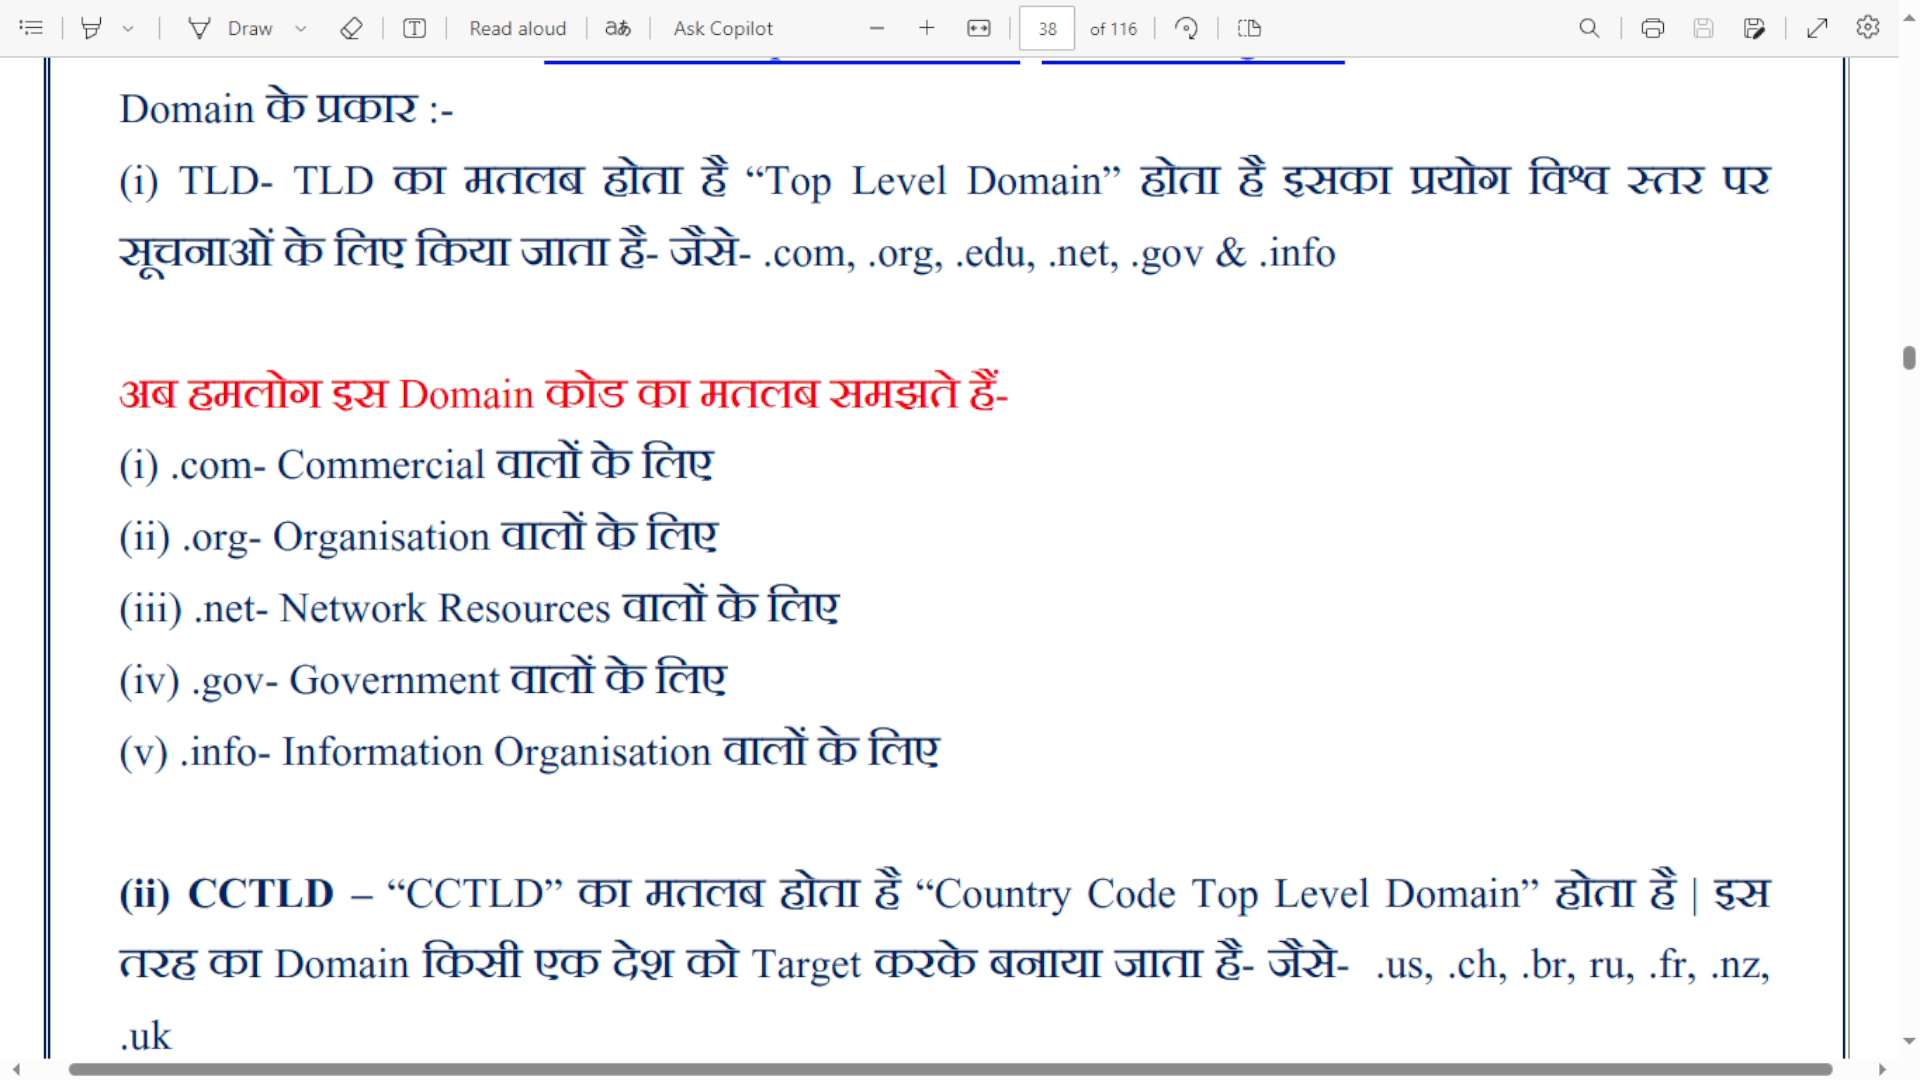 Draw Read aloud Ask Copilot 38 of 116
Domain के प्रकार :-
(i) TLD- TLD का मतलब होता है “Top Level Domain” होता है इसका प्रयोग विश्व स्तर पर
सूचनाओं के लिए किया जाता है- जैसे- .com, .org, .edu, .net, .gov & .info
अब हमलोग इस Domain कोड का मतलब समझते हैं-
(i) .com- Commercial वालों के लिए
(ii) .org- Organisation वालों के लिए
(iii) .net- Network Resources वालों के लिए
(iv) .gov- Government वालों के लिए
(v) .info- Information Organisation वालों के लिए
(ii) CCTLD – “CCTLD” का मतलब होता है “Country Code Top Level Domain” होता है | इस
तरह का Domain किसी एक देश को Target करके बनाया जाता है- जैसे- .us, .ch, .br, ru, .fr, .nz,
.uk